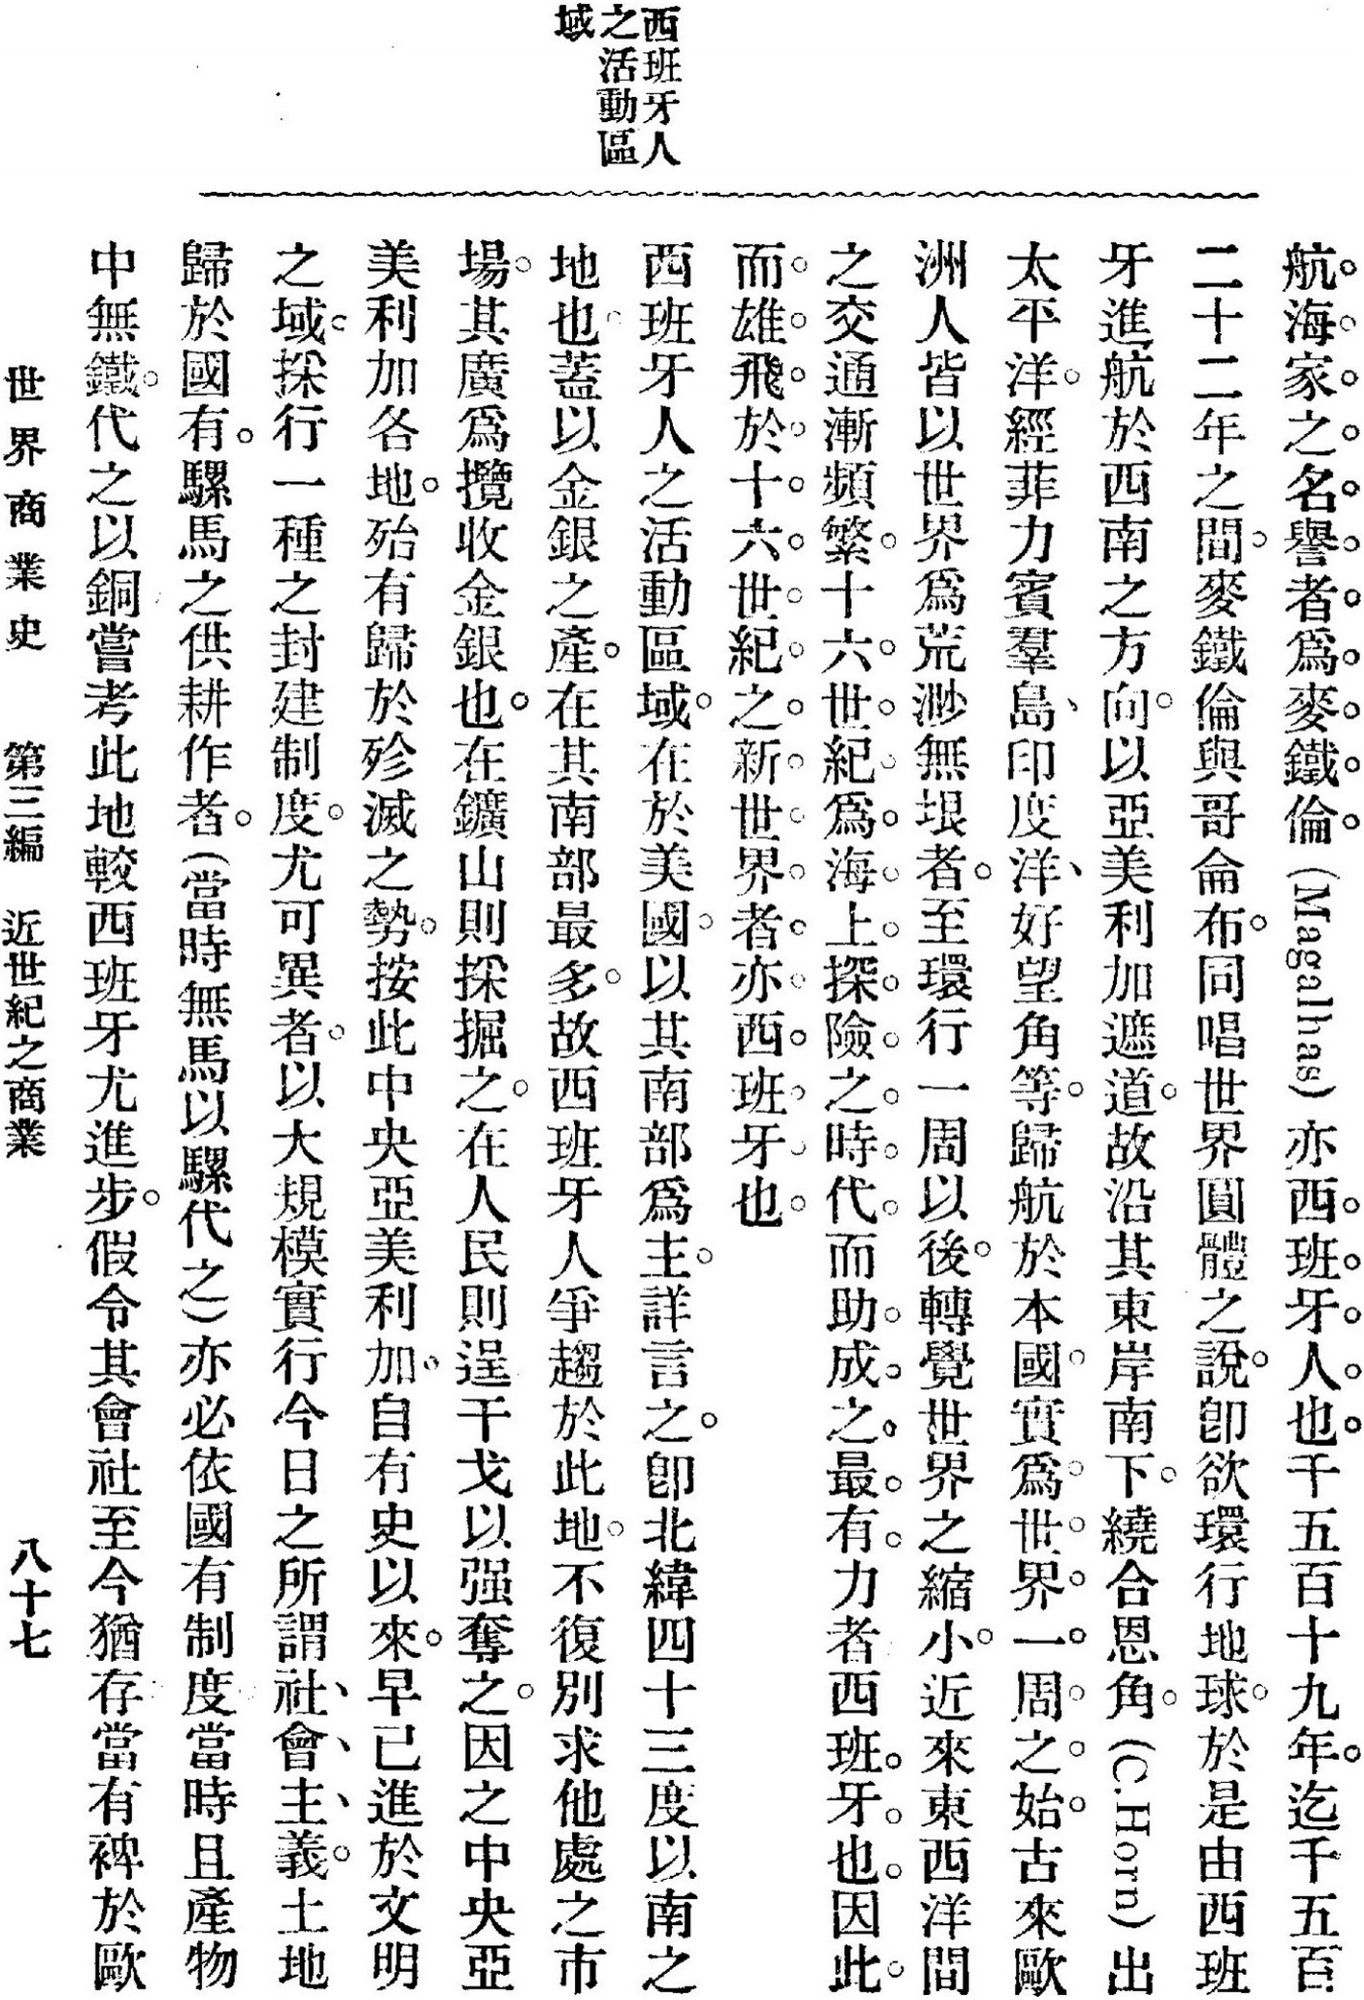 西班牙人
之活動區
域
航海家之名譽者爲麥鐵倫(Magalhas)亦西班牙人也千五百十九年迄千五百
二十二年之間麥鐵倫與哥侖布同唱世界圓體之說卽欲環行地球於是由西班
牙進航於西南之方向以亞美利加遮道故沿其東岸南下繞合恩角(C.Horn)出
太平洋經菲力賓羣島、印度洋、好望角等歸航於本國實爲世界一周之始古來歐
洲人皆以世界爲荒渺無垠者至環行一周以後轉覺世界之縮小近來東西洋間
之交通漸頻繁十六世紀爲海上探險之時代而助成之最有力者西班牙也因此
而雄飛於十六世紀之新世界者亦西班牙也
西班牙人之活動區域在於美國以其南部爲主詳言之卽北緯四十三度以南之
地也蓋以金銀之產在其南部最多故西班牙人爭趨於此地不復別求他處之市
場其廣爲攬收金銀也在鑛山則採掘之在人民則逞干戈以强奪之因之中央亞
美利加各地殆有歸於殄滅之勢按此中央亞美利加自有史以來早已進於文明
之域採行一種之封建制度尤可異者以大規模實行今日之所謂社會主義土地
歸於國有騾馬之供耕作者(當時無馬以騾代之)亦必依國有制度當時且產物
中無鐵代之以銅嘗考此地較西班牙尤進步假令其會社至今猶存當有裨於歐
世界商業史　第三編　近世紀之商業　八十七